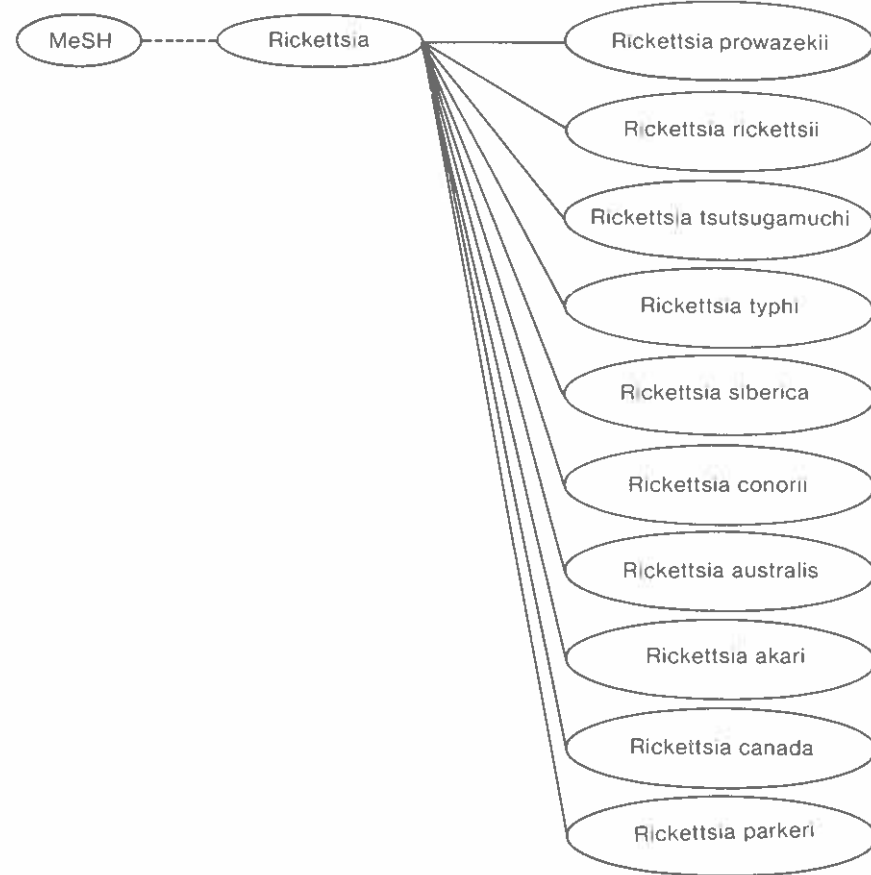 MeSH
Rickettsia
Rickettsia prowazekii
Rickettsia rickettsii
Rickettsia tsutsugamuchi
Rickettsia typhi
Rickettsia siberica
Rickettsia conorii
Rickettsia australis
Rickettsia akari
Rickettsia canada
Rickettsia parkeri